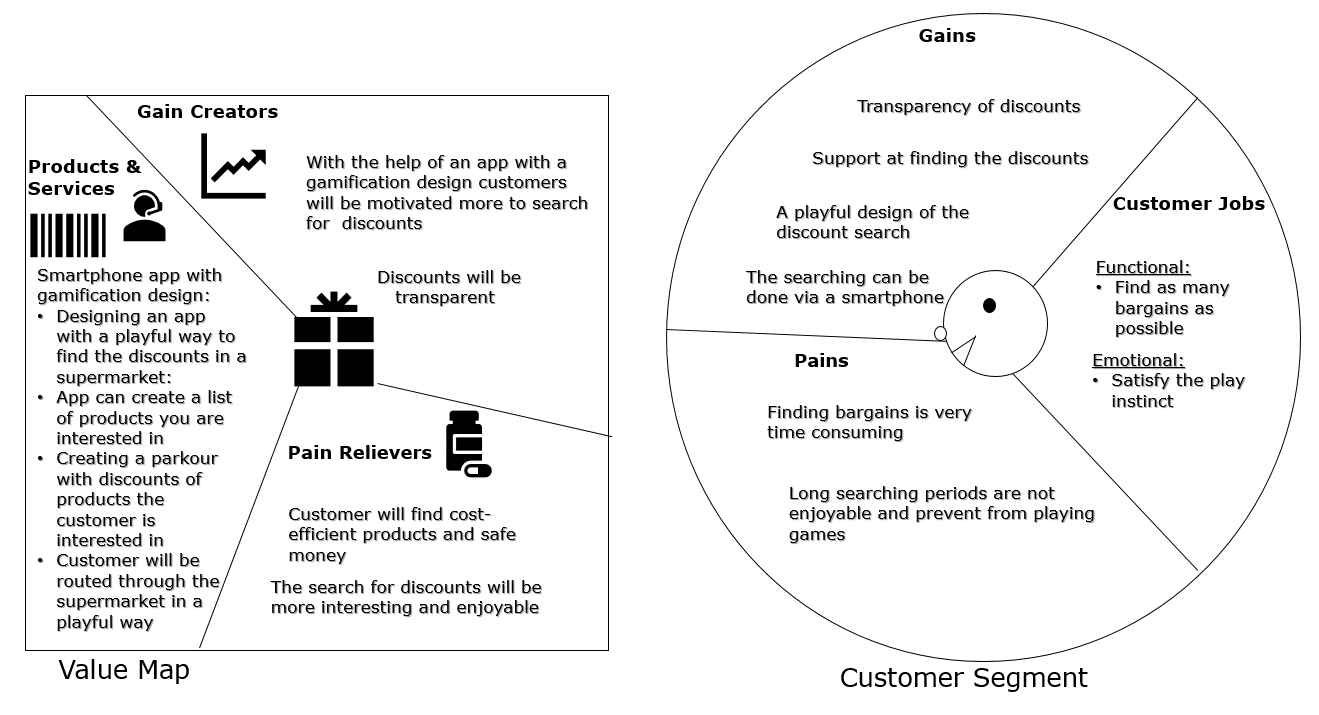 Gain Creators
With the help of an app with a
gamification design customers
will be motivated more to search
for discounts
Discounts will be
transparent
Products &
Services
Smartphone app with
gamification design:
• Designing an app
with a playful way to
find the discounts in a
supermarket:
• App can create a list
of products you are
interested in
• Creating a parkour
with discounts of
products the
customer is
interested in
• Customer will be
routed through the
supermarket in a
playful way
Pain Relievers
Customer will find cost-
efficient products and safe
money
The search for discounts will be
more interesting and enjoyable
Value Map
Gains
Transparency of discounts
Support at finding the discounts
A playful design of the
discount search
The searching can be
done via a smartphone
Customer Jobs
Functional:
• Find as many
bargains as
possible
Emotional:
• Satisfy the play
instinct
Pains
Finding bargains is very
time consuming
Long searching periods are not
enjoyable and prevent from playing
games
Customer Segment